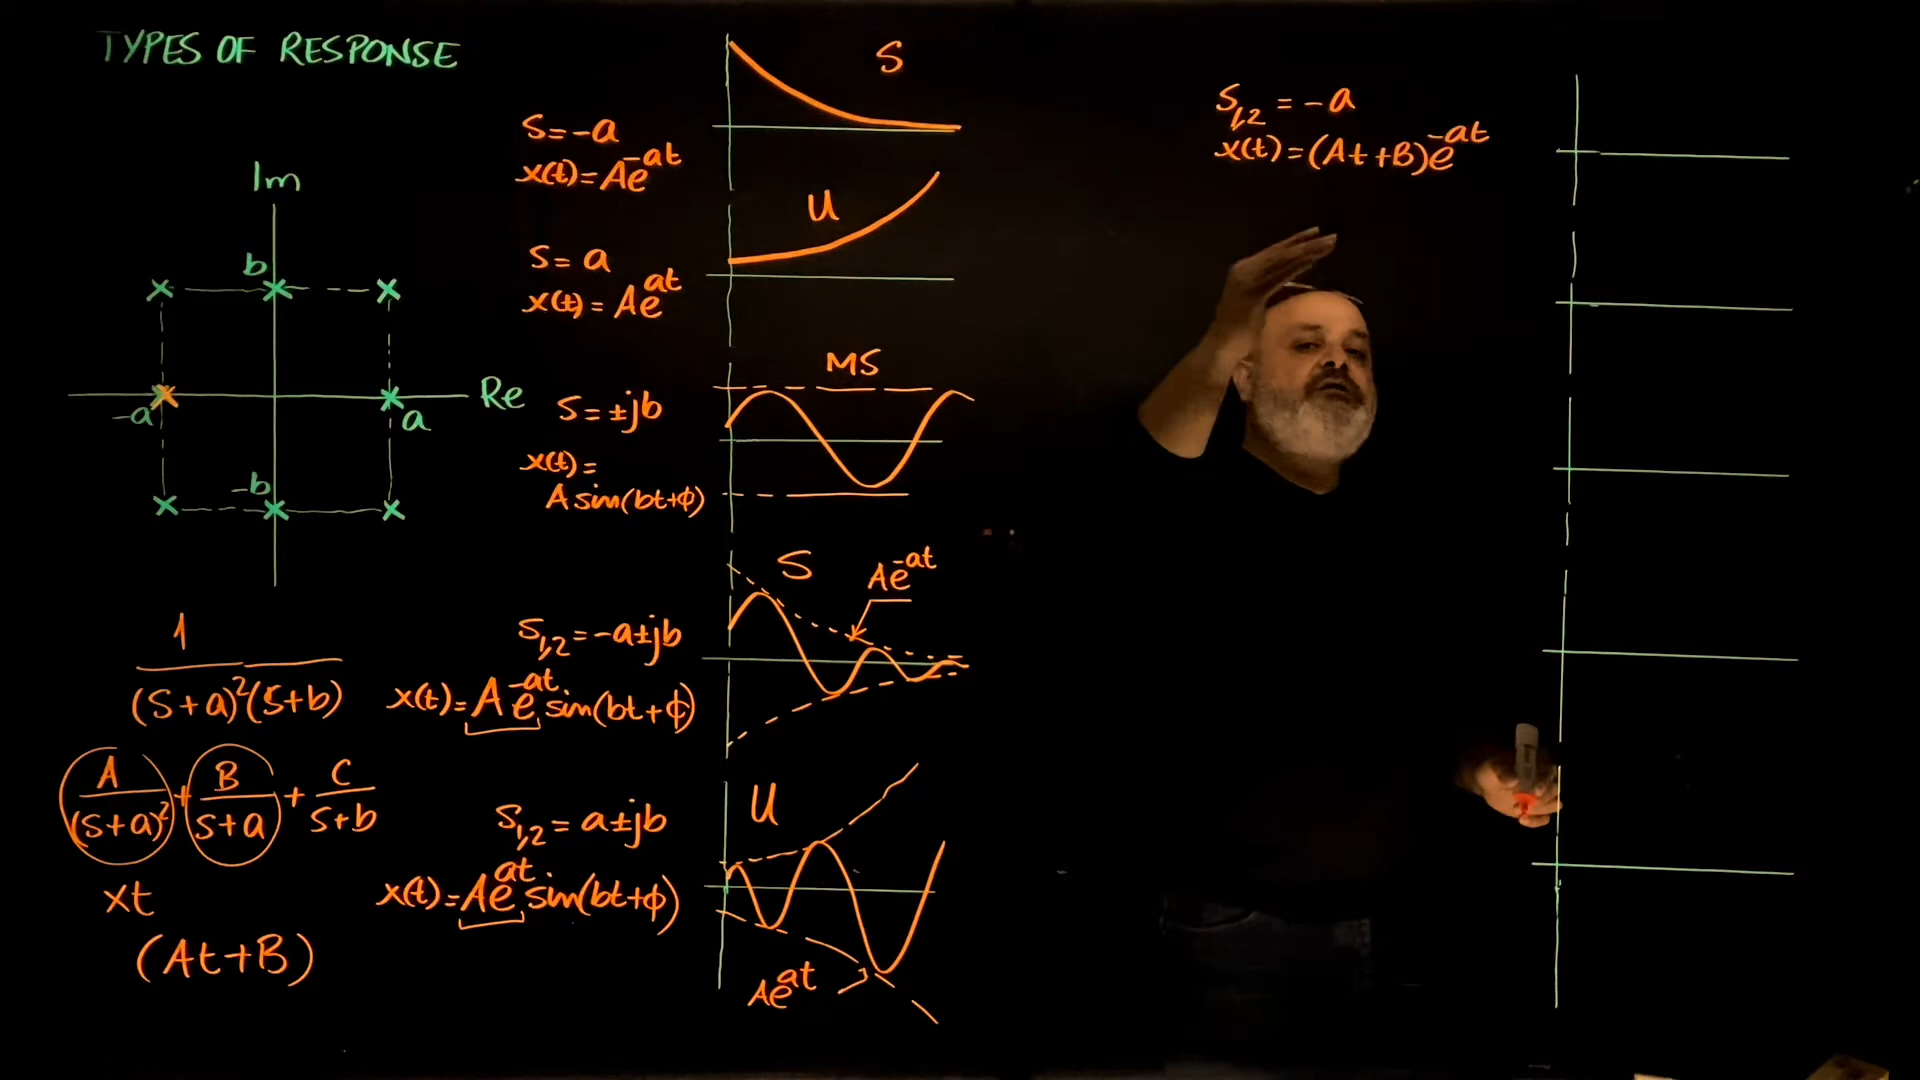 TYPES OF RESPONSE
Im
b
Re
-a
a
-b
1
(S+a)²(S+b)
A + B + C
(S+a)² S+a S+b
xt
(At+B)
S
S=-a
x(t)=Ae^-at
U
S=a
x(t)=Ae^at
MS
S=±jb
x(t)=
A sin(bt+ϕ)
S
Ae^-at
S1,2=-a±jb
x(t)=Ae^-at sin(bt+ϕ)
U
S1,2=a±jb
x(t)=Ae^at sin(bt+ϕ)
Ae^at
S1,2=-a
x(t)=(At+B)e^-at